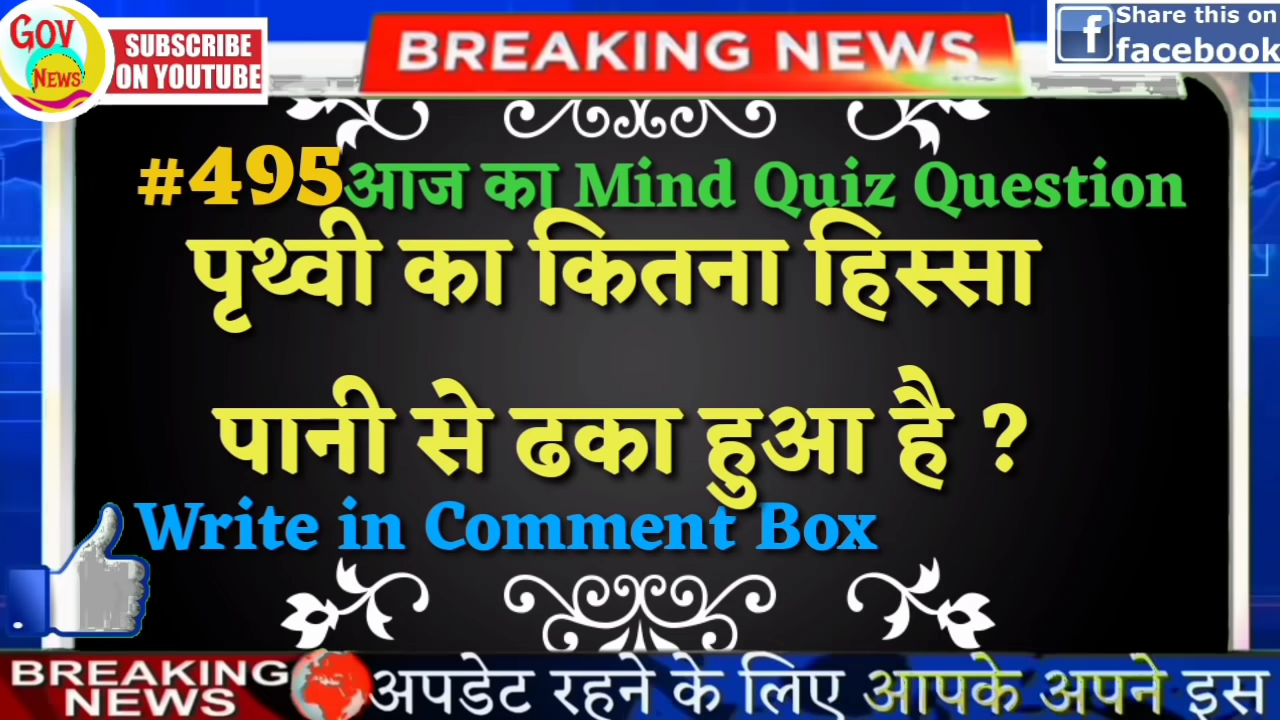 GOV
NEWS
SUBSCRIBE
ON YOUTUBE
BREAKING NEWS
Share this on
facebook
#495 आज का Mind Quiz Question
पृथ्वी का कितना हिस्सा
पानी से ढका हुआ है ?
Write in Comment Box
BREAKING
NEWS
अपडेट रहने के लिए आपके अपने इस